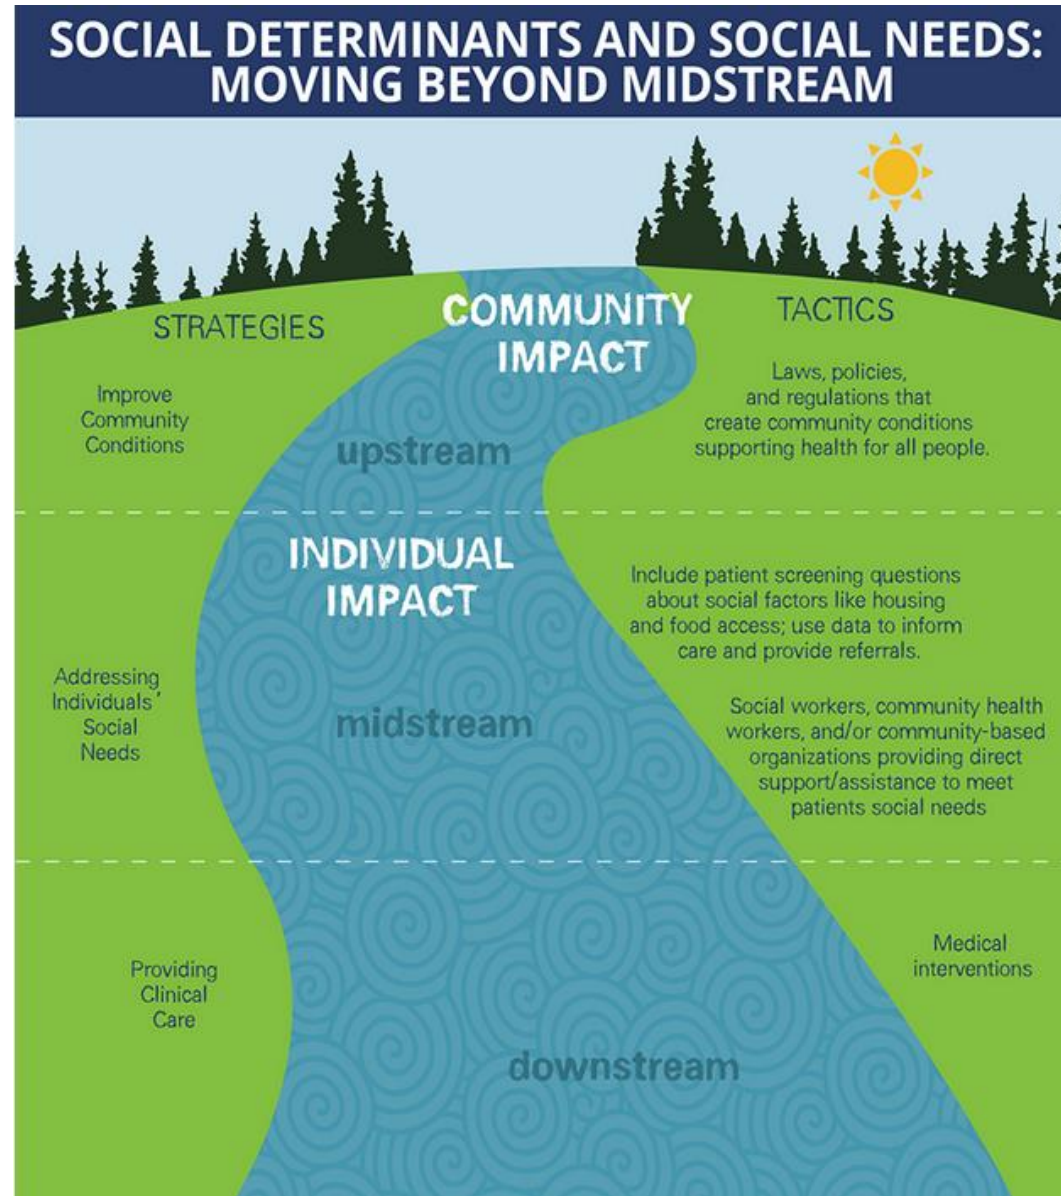 SOCIAL DETERMINANTS AND SOCIAL NEEDS:
MOVING BEYOND MIDSTREAM
STRATEGIES
COMMUNITY
IMPACT
TACTICS
Improve
Community
Conditions
upstream
Laws, policies,
and regulations that
create community conditions
supporting health for all people.
INDIVIDUAL
IMPACT
Addressing
Individuals'
Social
Needs
midstream
Include patient screening questions
about social factors like housing
and food access; use data to inform
care and provide referrals.
Social workers, community health
workers, and/or community-based
organizations providing direct
support/assistance to meet
patients social needs
Providing
Clinical
Care
downstream
Medical
interventions